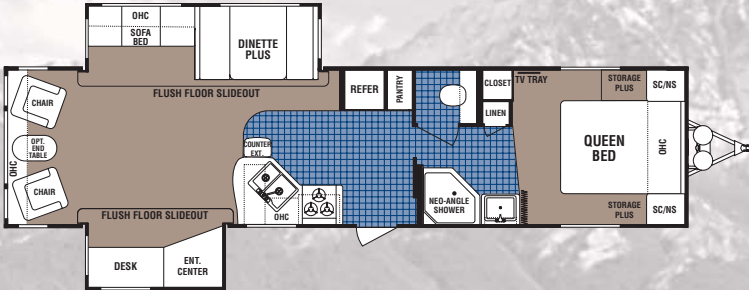 OHC
SOFA
BED
DINETTE
PLUS
FLUSH FLOOR SLIDEOUT
CHAIR
OPT.
END
TABLE
OHC
CHAIR
FLUSH FLOOR SLIDEOUT
DESK
ENT.
CENTER
COUNTER
EXT.
OHC
REFER
PANTRY
CLOSET
LINEN
NEO-ANGLE
SHOWER
TV TRAY
STORAGE
PLUS
SC/NS
QUEEN
BED
OHC
STORAGE
PLUS
SC/NS